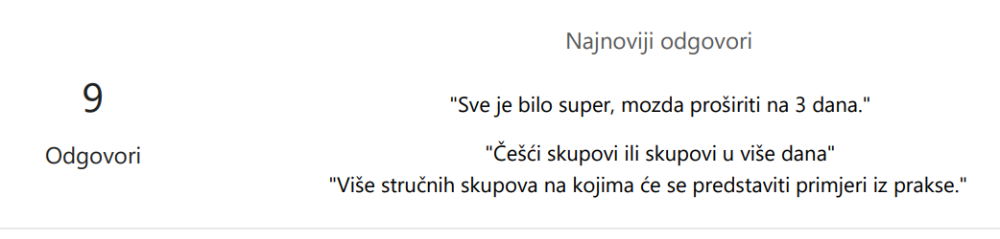 Najnoviji odgovori
9
Odgovori
"Sve je bilo super, mozda proširiti na 3 dana."
"Češći skupovi ili skupovi u više dana"
"Više stručnih skupova na kojima će se predstaviti primjeri iz prakse."